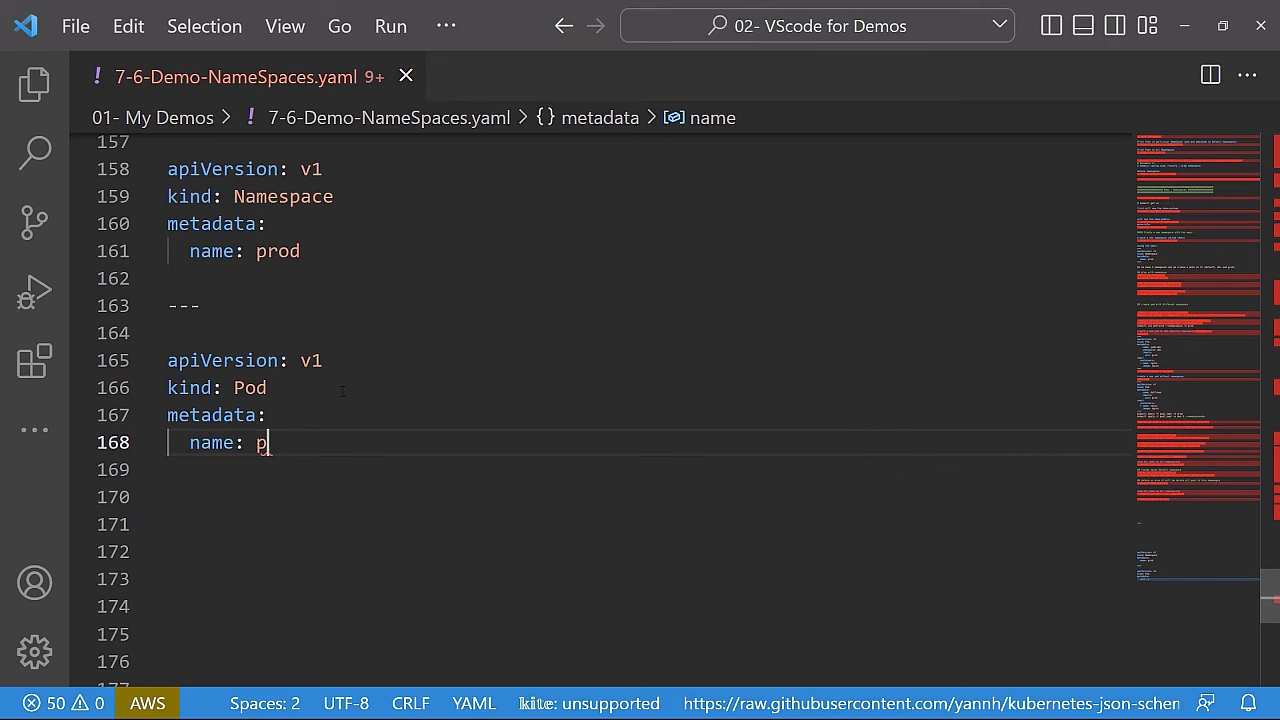 File Edit Selection View Go Run ··· 02- VScode for Demos
! 7-6-Demo-NameSpaces.yaml 9+
01- My Demos > ! 7-6-Demo-NameSpaces.yaml > {} metadata > name
157
158 apiVersion: v1
159 kind: Namespace
160 metadata:
161 name: prod
162
163 ---
164
165 apiVersion: v1
166 kind: Pod
167 metadata:
168 name: p
169
170
171
172
173
174
175
176
50 0 AWS Spaces: 2 UTF-8 CRLF YAML kite: unsupported https://raw.githubusercontent.com/yannh/kubernetes-json-schen